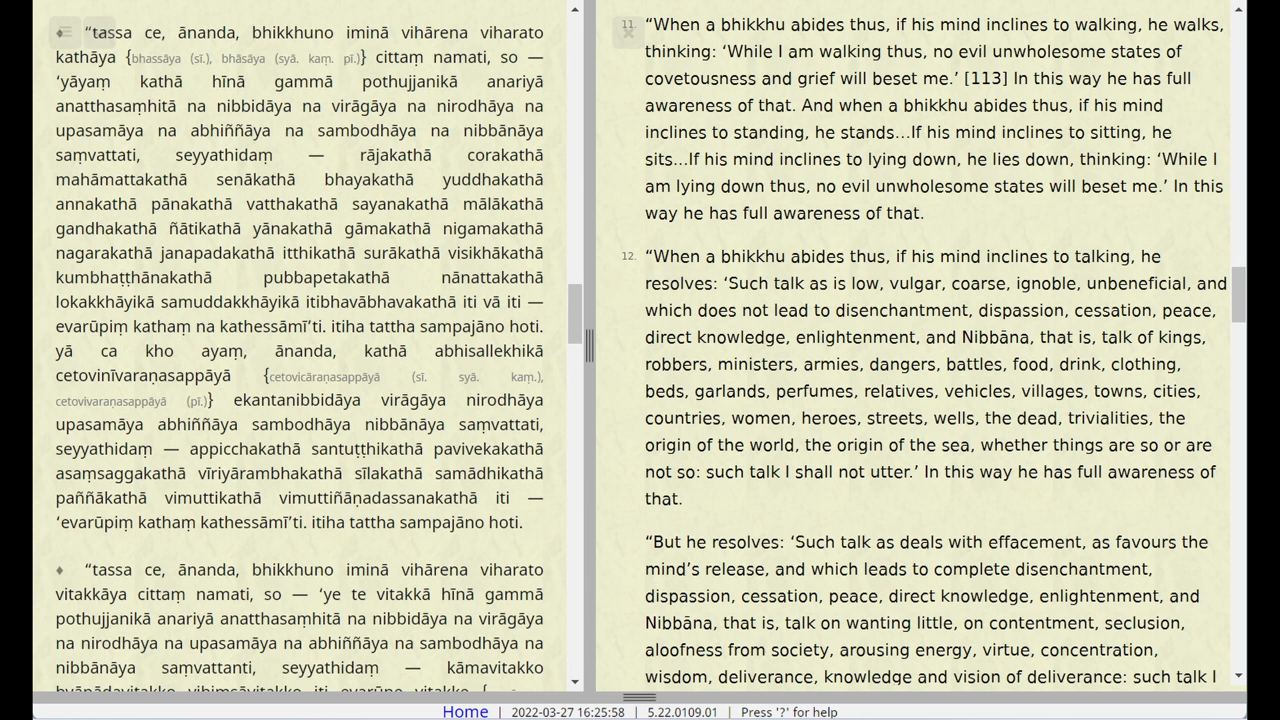 ♦ “tassa ce, ānanda, bhikkhuno iminā vihārena viharato
kathāya {bhassāya (sī.), bhāsāya (syā. kaṃ. pī.)} cittaṃ namati, so —
‘yāyaṃ kathā hīnā gammā pothujjanikā anariyā
anatthasaṃhitā na nibbidāya na virāgāya na nirodhāya na
upasamāya na abhiññāya na sambodhāya na nibbānāya
saṃvattati, seyyathidaṃ — rājakathā corakathā
mahāmattakathā senākathā bhayakathā yuddhakathā
annakathā pānakathā vatthakathā sayanakathā mālākathā
gandhakathā ñātikathā yānakathā gāmakathā nigamakathā
nagarakathā janapadakathā itthikathā surākathā visikhākathā
kumbhaṭṭhānakathā pubbapetakathā nānattakathā
lokakkhāyikā samuddakkhāyikā itibhavābhavakathā iti vā iti —
evarūpiṃ kathaṃ na kathessāmī’ti. itiha tattha sampajāno hoti.
yā ca kho ayaṃ, ānanda, kathā abhisallekhikā
cetovinīvaraṇasappāyā {cetovicāraṇasappāyā (sī. syā. kaṃ.),
cetovivaraṇasappāyā (pī.)} ekantanibbidāya virāgāya nirodhāya
upasamāya abhiññāya sambodhāya nibbānāya saṃvattati,
seyyathidaṃ — appicchakathā santuṭṭhikathā pavivekakathā
asaṃsaggakathā vīriyārambhakathā sīlakathā samādhikathā
paññākathā vimuttikathā vimuttiñāṇadassanakathā iti —
‘evarūpiṃ kathaṃ kathessāmī’ti. itiha tattha sampajāno hoti.
♦ “tassa ce, ānanda, bhikkhuno iminā vihārena viharato
vitakkāya cittaṃ namati, so — ‘ye te vitakkā hīnā gammā
pothujjanikā anariyā anatthasaṃhitā na nibbidāya na virāgāya
na nirodhāya na upasamāya na abhiññāya na sambodhāya na
nibbānāya saṃvattanti, seyyathidaṃ — kāmavitakko
byāpādavitakko vihiṃsāvitakko iti evarūpe vitakke {
11. “When a bhikkhu abides thus, if his mind inclines to walking, he walks,
thinking: ‘While I am walking thus, no evil unwholesome states of
covetousness and grief will beset me.’ [113] In this way he has full
awareness of that. And when a bhikkhu abides thus, if his mind
inclines to standing, he stands…If his mind inclines to sitting, he
sits…If his mind inclines to lying down, he lies down, thinking: ‘While I
am lying down thus, no evil unwholesome states will beset me.’ In this
way he has full awareness of that.
12. “When a bhikkhu abides thus, if his mind inclines to talking, he
resolves: ‘Such talk as is low, vulgar, coarse, ignoble, unbeneficial, and
which does not lead to disenchantment, dispassion, cessation, peace,
direct knowledge, enlightenment, and Nibbāna, that is, talk of kings,
robbers, ministers, armies, dangers, battles, food, drink, clothing,
beds, garlands, perfumes, relatives, vehicles, villages, towns, cities,
countries, women, heroes, streets, wells, the dead, trivialities, the
origin of the world, the origin of the sea, whether things are so or are
not so: such talk I shall not utter.’ In this way he has full awareness of
that.
“But he resolves: ‘Such talk as deals with effacement, as favours the
mind’s release, and which leads to complete disenchantment,
dispassion, cessation, peace, direct knowledge, enlightenment, and
Nibbāna, that is, talk on wanting little, on contentment, seclusion,
aloofness from society, arousing energy, virtue, concentration,
wisdom, deliverance, knowledge and vision of deliverance: such talk I
Home | 2022-03-27 16:25:58 | 5.22.0109.01 | Press '?' for help